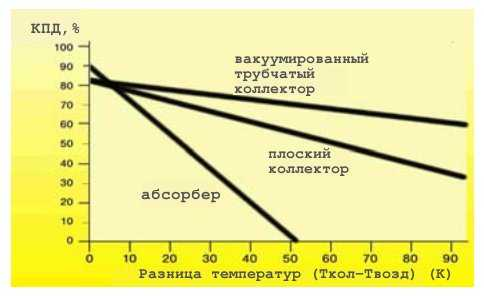 КПД,%
100
90
80
70
60
50
40
30
20
10
0
вакуумированный
трубчатый
коллектор
плоский
коллектор
абсорбер
0 10 20 30 40 50 60 70 80 90
Разница температур (Ткол–Твозд) (К)